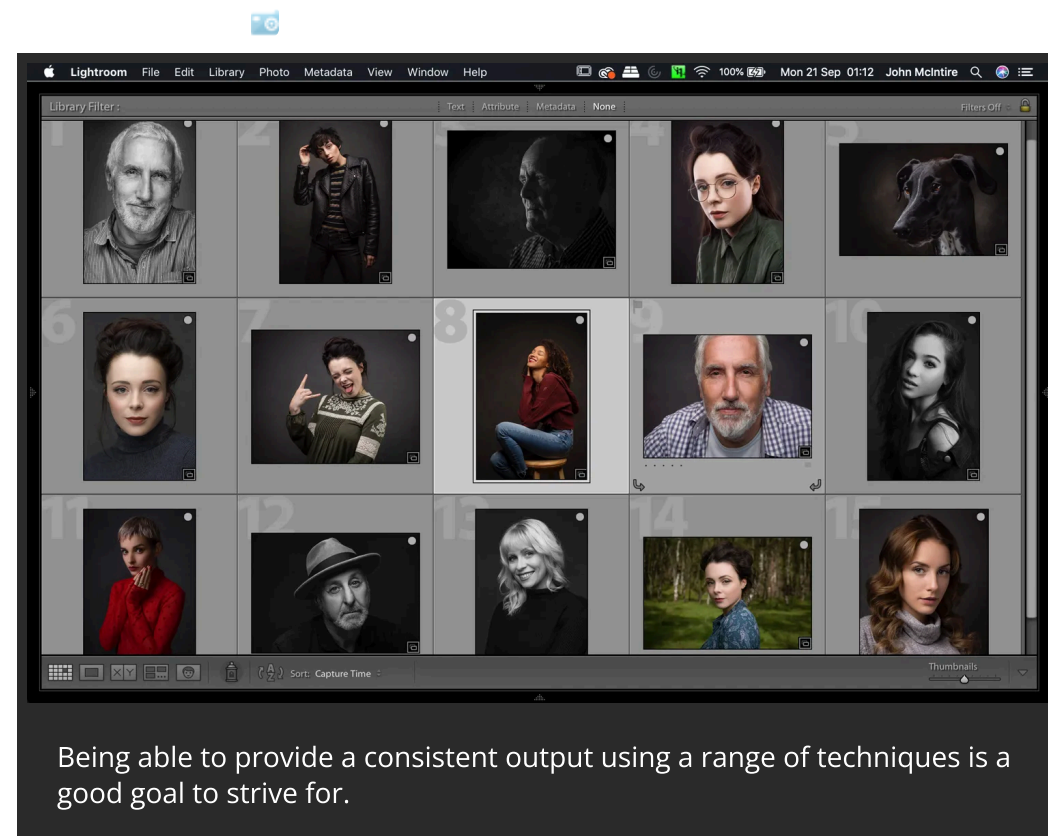 Lightroom File Edit Library Photo Metadata View Window Help 100% Mon 21 Sep 01:12 John McIntire
Library Filter: Text Attribute Metadata None Filters Off
1 2 3 4 5
6 7 8 9 10
11 12 13 14 15
Sort: Capture Time Thumbnails
Being able to provide a consistent output using a range of techniques is a
good goal to strive for.